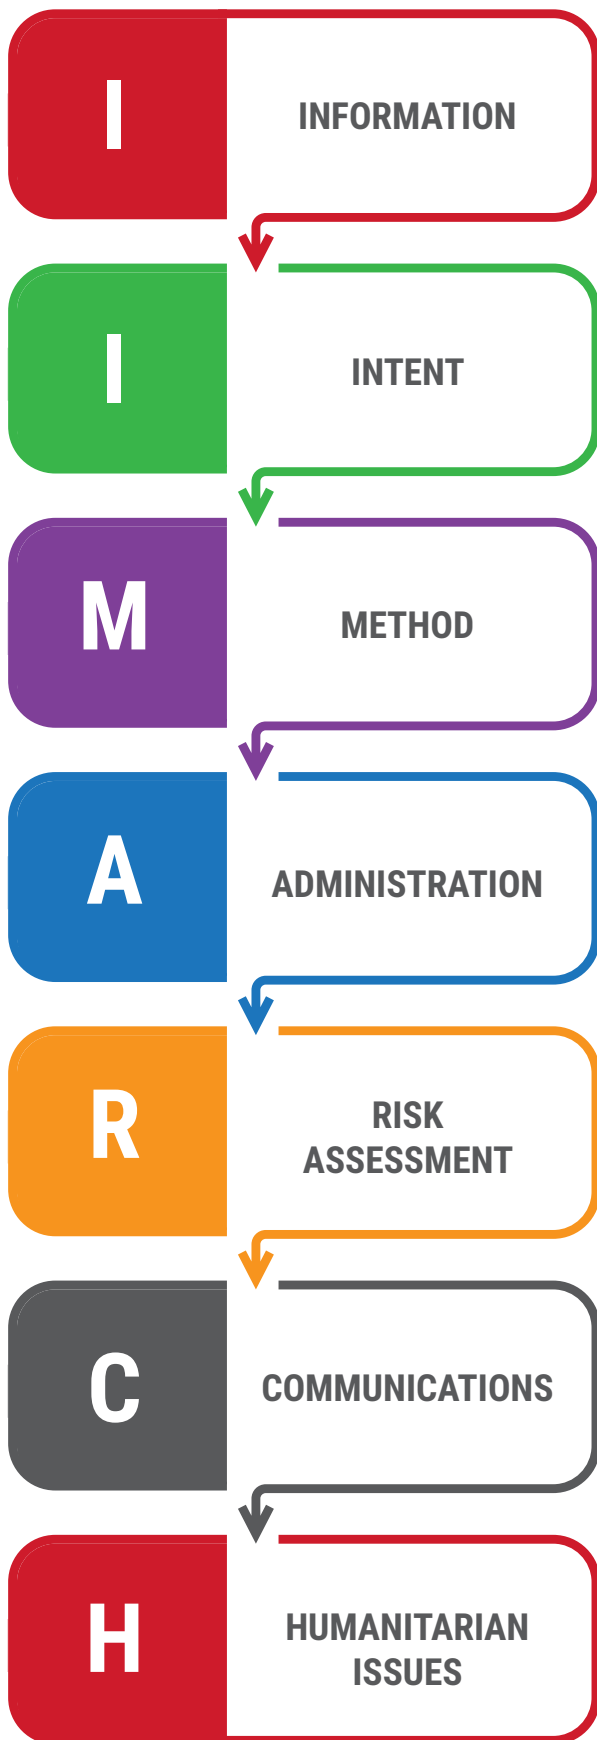 I
INFORMATION
I
INTENT
M
METHOD
A
ADMINISTRATION
R
RISK
ASSESSMENT
C
COMMUNICATIONS
H
HUMANITARIAN
ISSUES